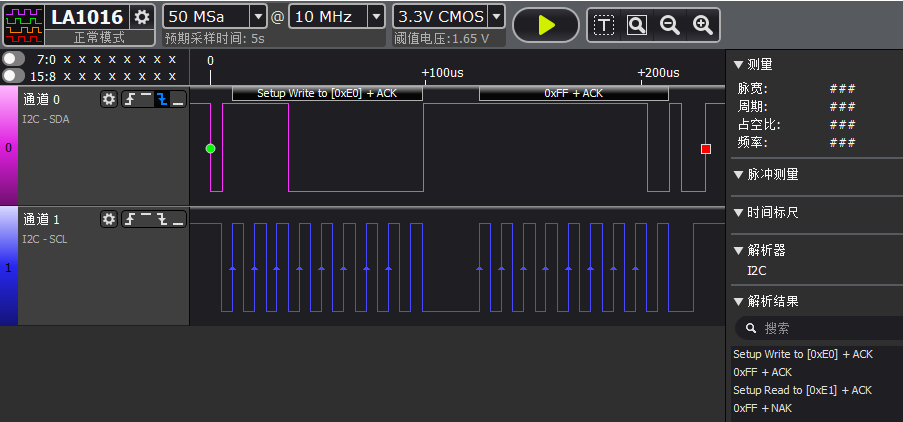 LA1016
正常模式
50 MSa @ 10 MHz
预期采样时间: 5s
3.3V CMOS
阈值电压:1.65 V
7:0 x x x x x x x x
15:8 x x x x x x x x
0 +100us +200us
通道 0
I2C - SDA
0
Setup Write to [0xE0] + ACK
0xFF + ACK
通道 1
I2C - SCL
1
测量
脉宽: ###
周期: ###
占空比: ###
频率: ###
脉冲测量
时间标尺
解析器
I2C
解析结果
搜索
Setup Write to [0xE0] + ACK
0xFF + ACK
Setup Read to [0xE1] + ACK
0xFF + NAK